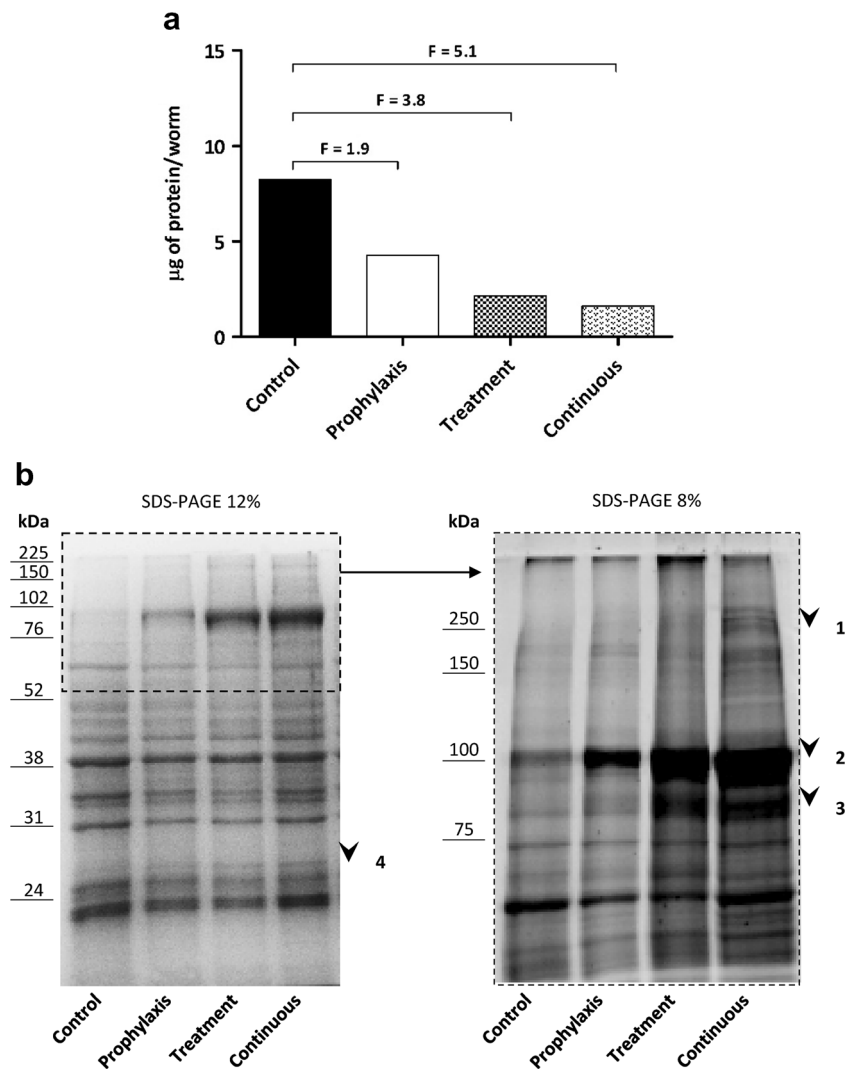 a
15
F = 5.1
F = 3.8
10
F = 1.9
5
0
µg of protein/worm
Control
Prophylaxis
Treatment
Continuous
b
SDS-PAGE 12%
kDa
225
150
102
76
52
38
31
24
4
Control
Prophylaxis
Treatment
Continuous
SDS-PAGE 8%
kDa
250
150
100
75
1
2
3
Control
Prophylaxis
Treatment
Continuous